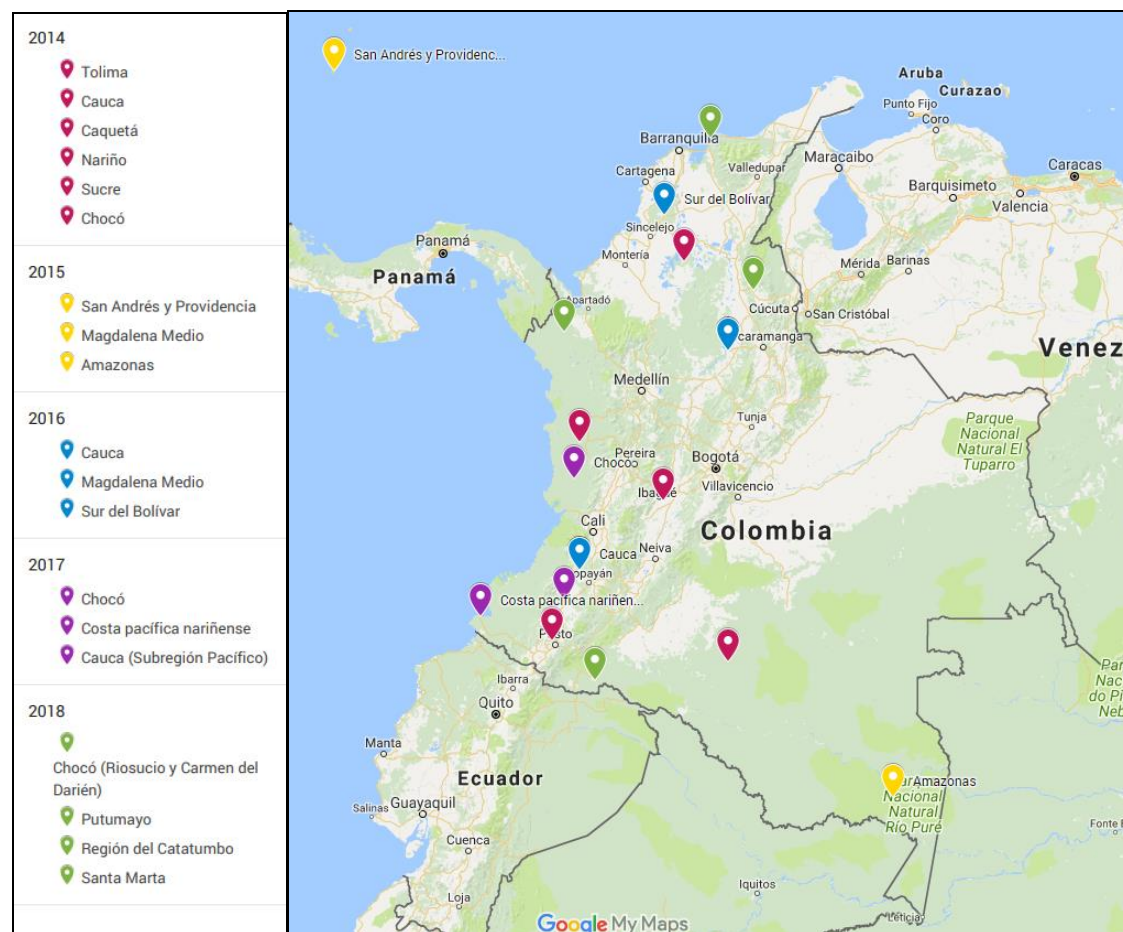 2014
Tolima
Cauca
Caquetá
Nariño
Sucre
Chocó
2015
San Andrés y Providencia
Magdalena Medio
Amazonas
2016
Cauca
Magdalena Medio
Sur del Bolívar
2017
Chocó
Costa pacífica nariñense
Cauca (Subregión Pacífico)
2018
Chocó (Riosucio y Carmen del
Darién)
Putumayo
Región del Catatumbo
Santa Marta
San Andrés y Providenc...
Aruba
Curazao
Punto Fijo
Coro
Barranquilla
Maracaibo
Caracas
Cartagena
Valledupar
Barquisimeto
Valencia
Sur del Bolívar
Sincelejo
Panamá
Montería
Mérida
Barinas
Panamá
Cúcuta
San Cristóbal
caramanga
Venez
Medellín
Tunja
Parque
Nacional
Natural El
Tuparro
Pereira
Chocó
Bogotá
Villavicencio
Cali
Colombia
Cauca
Neiva
opayán
Costa pacífica nariñen...
Ibarra
Quito
Manta
Ecuador
Amazonas
Nacional
Natural
Río Puré
Salinas
Guayaquil
Cuenca
Iquitos
Loja
Leticia
Google My Maps